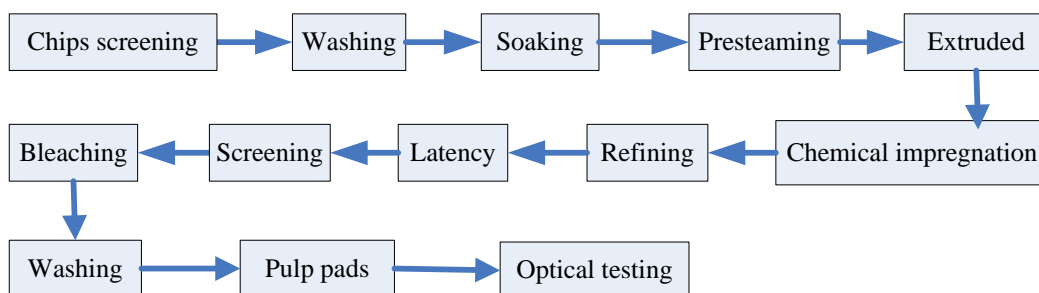 Chips screening
Washing
Soaking
Presteaming
Extruded
Chemical impregnation
Refining
Latency
Screening
Bleaching
Washing
Pulp pads
Optical testing